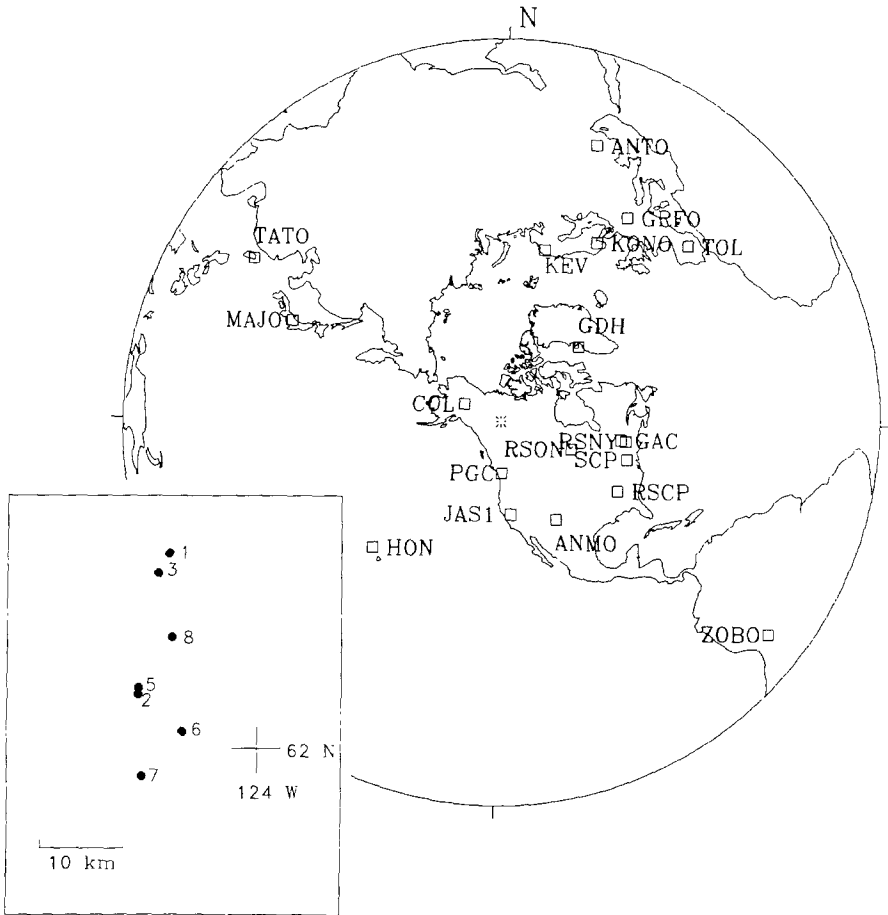 N
ANTO
GRFO
TATO
KONO
TOL
KEV
MAJO
GDH
COL
RSNY
GAC
RSON
SCP
PGC
RSCP
JAS1
ANMO
HON
ZOBO
1
3
8
5
2
6
62 N
7
124 W
10 km